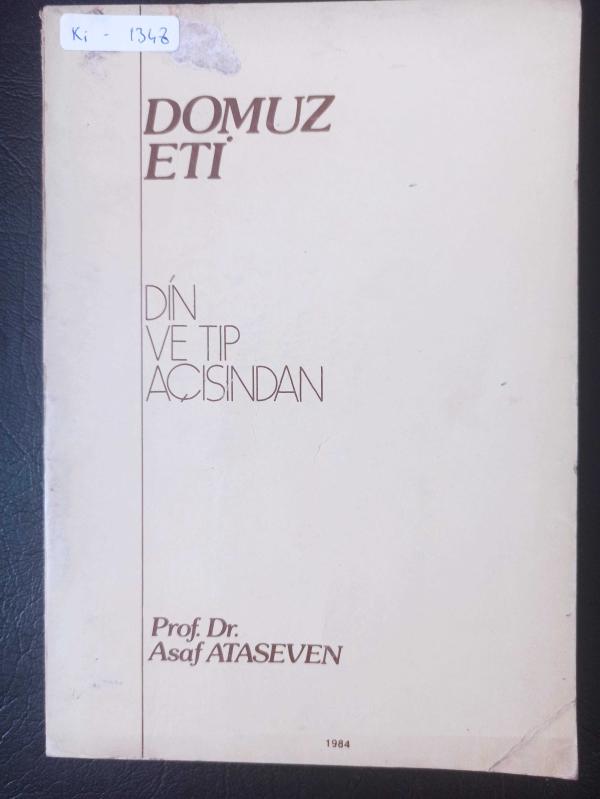 Ki - 1348
DOMUZ
ETİ
DİN
VE TIP
AÇISINDAN
Prof. Dr.
Asaf ATASEVEN
1984